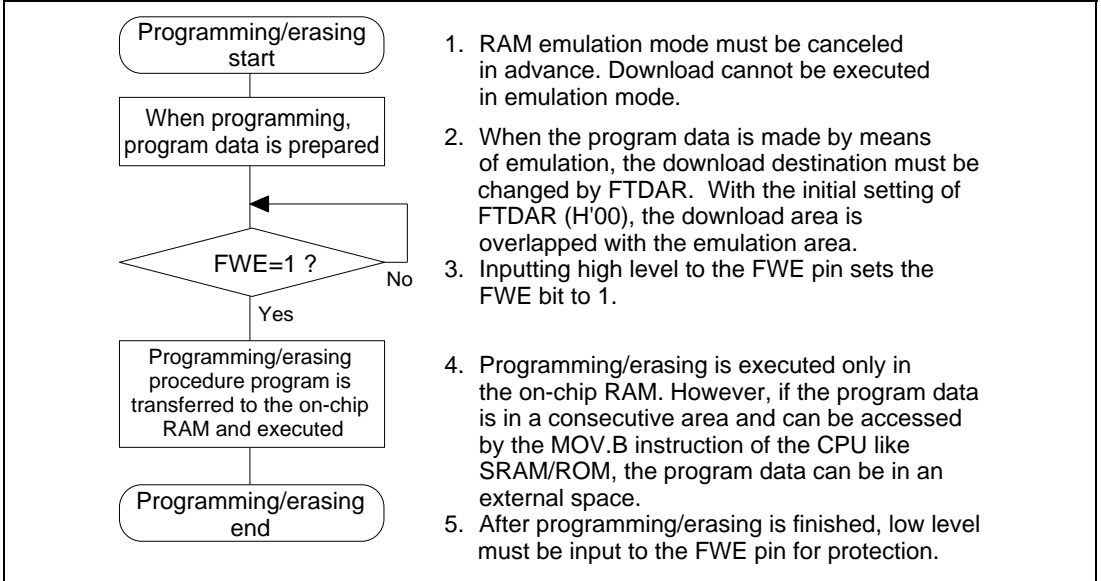 Programming/erasing
start
When programming,
program data is prepared
FWE=1 ?
No
Yes
Programming/erasing
procedure program is
transferred to the on-chip
RAM and executed
Programming/erasing
end
1. RAM emulation mode must be canceled
in advance. Download cannot be executed
in emulation mode.
2. When the program data is made by means
of emulation, the download destination must be
changed by FTDAR. With the initial setting of
FTDAR (H'00), the download area is
overlapped with the emulation area.
3. Inputting high level to the FWE pin sets the
FWE bit to 1.
4. Programming/erasing is executed only in
the on-chip RAM. However, if the program data
is in a consecutive area and can be accessed
by the MOV.B instruction of the CPU like
SRAM/ROM, the program data can be in an
external space.
5. After programming/erasing is finished, low level
must be input to the FWE pin for protection.